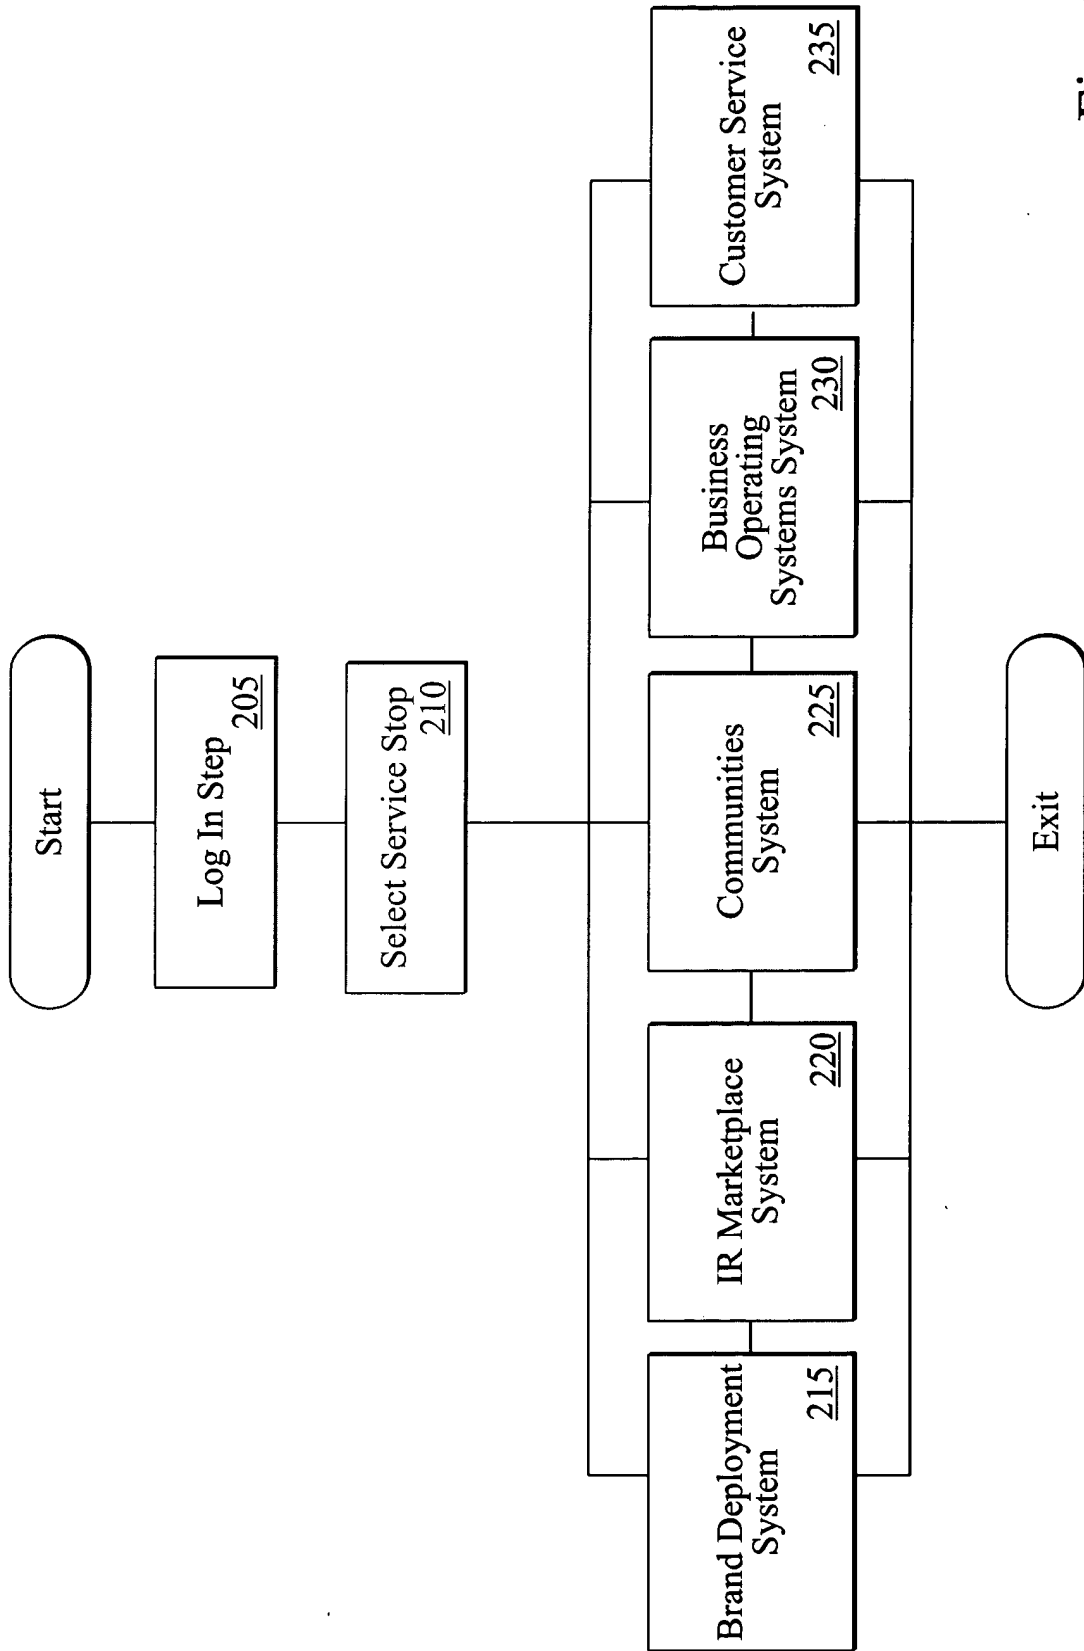 Start
Log In Step
205
Select Service Stop
210
Brand Deployment
System
215
IR Marketplace
System
220
Communities
System
225
Business
Operating
Systems System
230
Customer Service
System
235
Exit